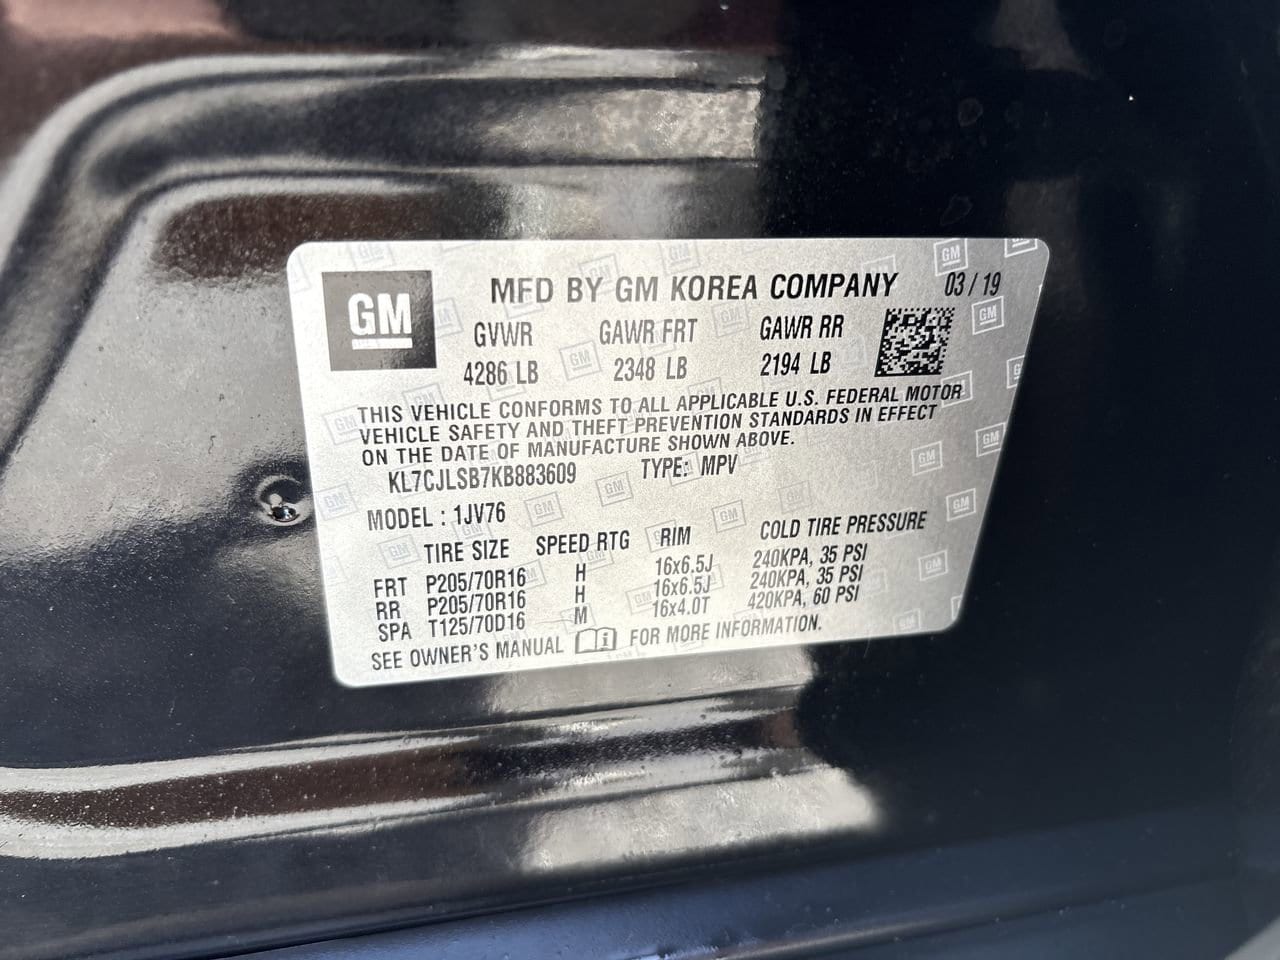 GM
MFD BY GM KOREA COMPANY 03/19
GVWR GAWR FRT GAWR RR
4286 LB 2348 LB 2194 LB
THIS VEHICLE CONFORMS TO ALL APPLICABLE U.S. FEDERAL MOTOR
VEHICLE SAFETY AND THEFT PREVENTION STANDARDS IN EFFECT
ON THE DATE OF MANUFACTURE SHOWN ABOVE.
KL7CJLSB7KB883609 TYPE: MPV
MODEL : 1JV76
TIRE SIZE SPEED RTG RIM COLD TIRE PRESSURE
FRT P205/70R16 H 16x6.5J 240KPA, 35 PSI
RR P205/70R16 H 16x6.5J 240KPA, 35 PSI
SPA T125/70D16 M 16x4.0T 420KPA, 60 PSI
SEE OWNER'S MANUAL FOR MORE INFORMATION.